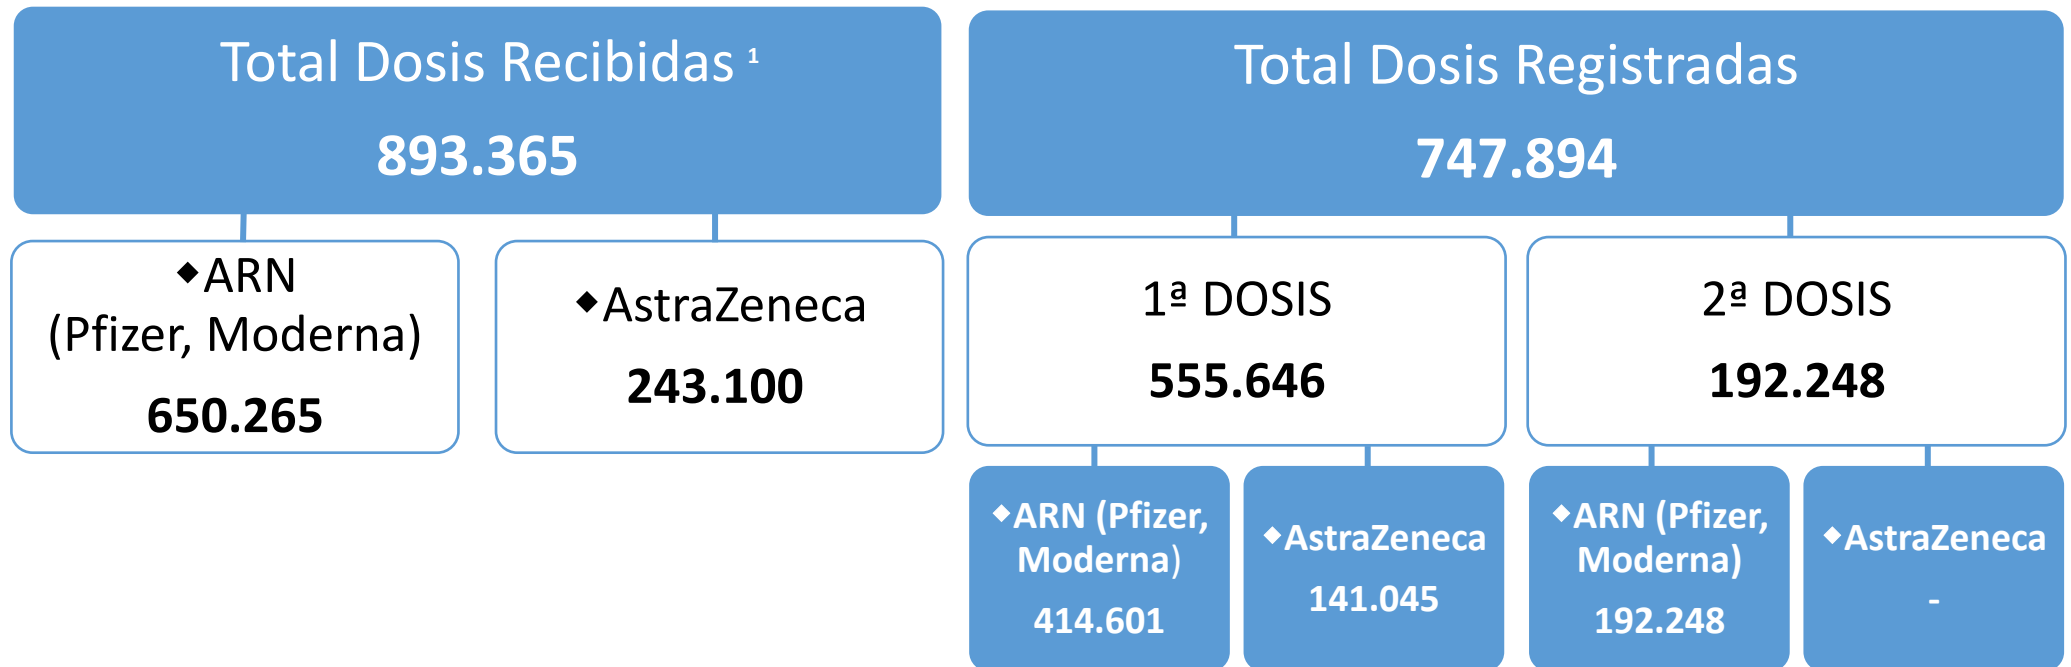 Total Dosis Recibidas ¹
893.365
◆ARN
(Pfizer, Moderna)
650.265
◆AstraZeneca
243.100
Total Dosis Registradas
747.894
1ª DOSIS
555.646
◆ARN (Pfizer,
Moderna)
414.601
◆AstraZeneca
141.045
2ª DOSIS
192.248
◆ARN (Pfizer,
Moderna)
192.248
◆AstraZeneca
-